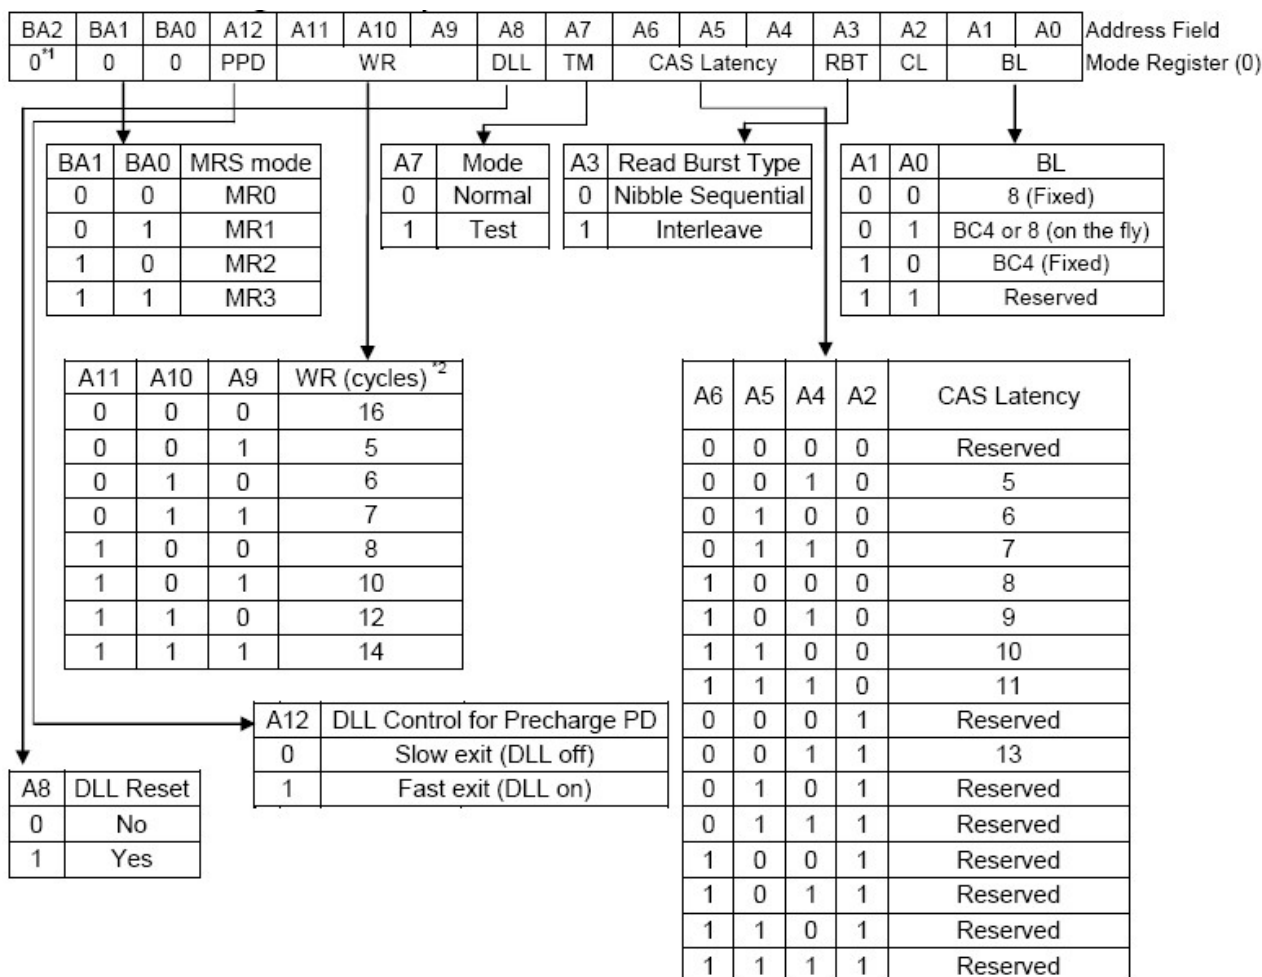 BA2 BA1 BA0 A12 A11 A10 A9 A8 A7 A6 A5 A4 A3 A2 A1 A0 Address Field
0*1 0 0 PPD WR DLL TM CAS Latency RBT CL BL Mode Register (0)
BA1 BA0 MRS mode
0 0 MR0
0 1 MR1
1 0 MR2
1 1 MR3
A7 Mode
0 Normal
1 Test
A3 Read Burst Type
0 Nibble Sequential
1 Interleave
A1 A0 BL
0 0 8 (Fixed)
0 1 BC4 or 8 (on the fly)
1 0 BC4 (Fixed)
1 1 Reserved
A11 A10 A9 WR (cycles) *2
0 0 0 16
0 0 1 5
0 1 0 6
0 1 1 7
1 0 0 8
1 0 1 10
1 1 0 12
1 1 1 14
A6 A5 A4 A2 CAS Latency
0 0 0 0 Reserved
0 0 1 0 5
0 1 0 0 6
0 1 1 0 7
1 0 0 0 8
1 0 1 0 9
1 1 0 0 10
1 1 1 0 11
0 0 0 1 Reserved
0 0 1 1 13
0 1 0 1 Reserved
0 1 1 1 Reserved
1 0 0 1 Reserved
1 0 1 1 Reserved
1 1 0 1 Reserved
1 1 1 1 Reserved
A12 DLL Control for Precharge PD
0 Slow exit (DLL off)
1 Fast exit (DLL on)
A8 DLL Reset
0 No
1 Yes